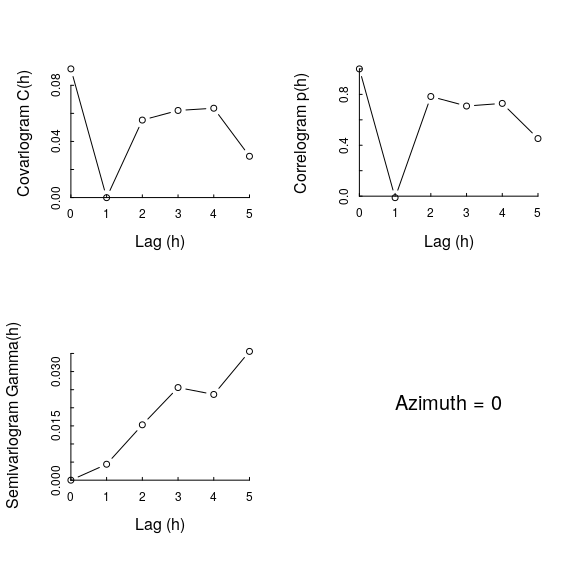 Covarlogram C(h)
0.08
0.04
0.00
0 1 2 3 4 5
Lag (h)
Correlogram p(h)
0.8
0.4
0.0
0 1 2 3 4 5
Lag (h)
Semivarlogram Gamma(h)
0.030
0.015
0.000
0 1 2 3 4 5
Lag (h)
Azimuth = 0